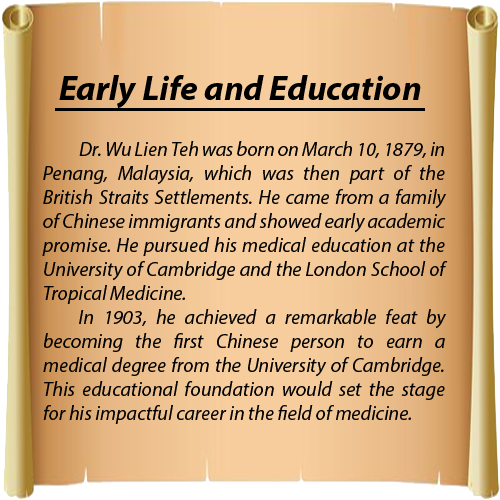 Early Life and Education
Dr. Wu Lien Teh was born on March 10, 1879, in
Penang, Malaysia, which was then part of the
British Straits Settlements. He came from a family
of Chinese immigrants and showed early academic
promise. He pursued his medical education at the
University of Cambridge and the London School of
Tropical Medicine.
In 1903, he achieved a remarkable feat by
becoming the first Chinese person to earn a
medical degree from the University of Cambridge.
This educational foundation would set the stage
for his impactful career in the field of medicine.